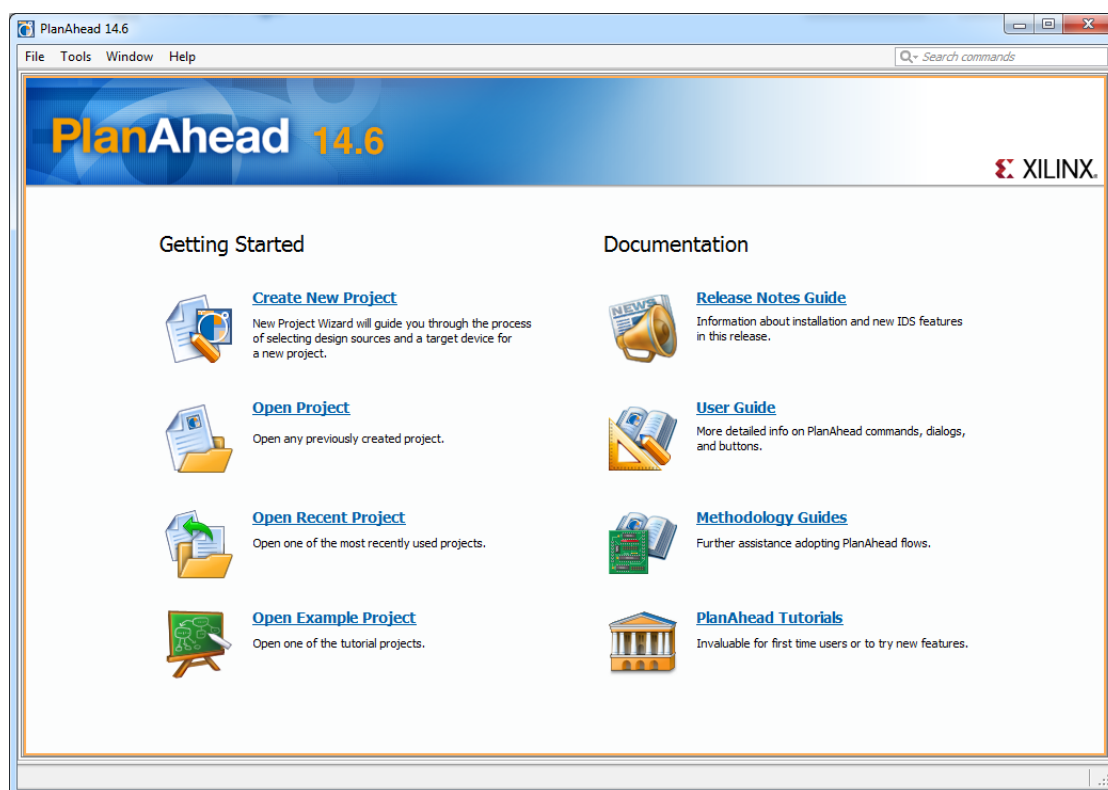 PlanAhead 14.6
File Tools Window Help
Search commands
PlanAhead 14.6
XILINX.
Getting Started
Create New Project
New Project Wizard will guide you through the process
of selecting design sources and a target device for
a new project.
Open Project
Open any previously created project.
Open Recent Project
Open one of the most recently used projects.
Open Example Project
Open one of the tutorial projects.
Documentation
NEWS
Release Notes Guide
Information about installation and new IDS features
in this release.
User Guide
More detailed info on PlanAhead commands, dialogs,
and buttons.
Methodology Guides
Further assistance adopting PlanAhead flows.
PlanAhead Tutorials
Invaluable for first time users or to try new features.